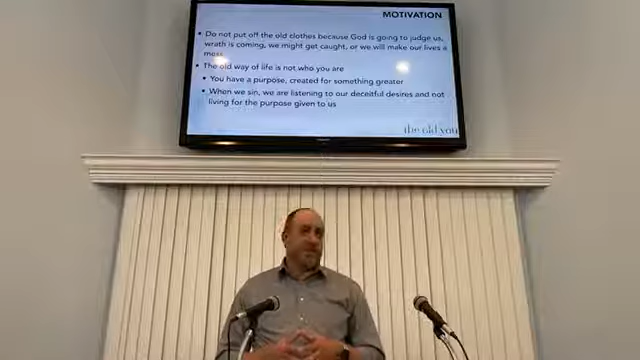 MOTIVATION
• Do not put off the old clothes because God is going to judge us,
wrath is coming, we might get caught, or we will make our lives a
mess
• The old way of life is not who you are
• You have a purpose, created for something greater
• When we sin, we are listening to our deceitful desires and not
living for the purpose given to us
the old you